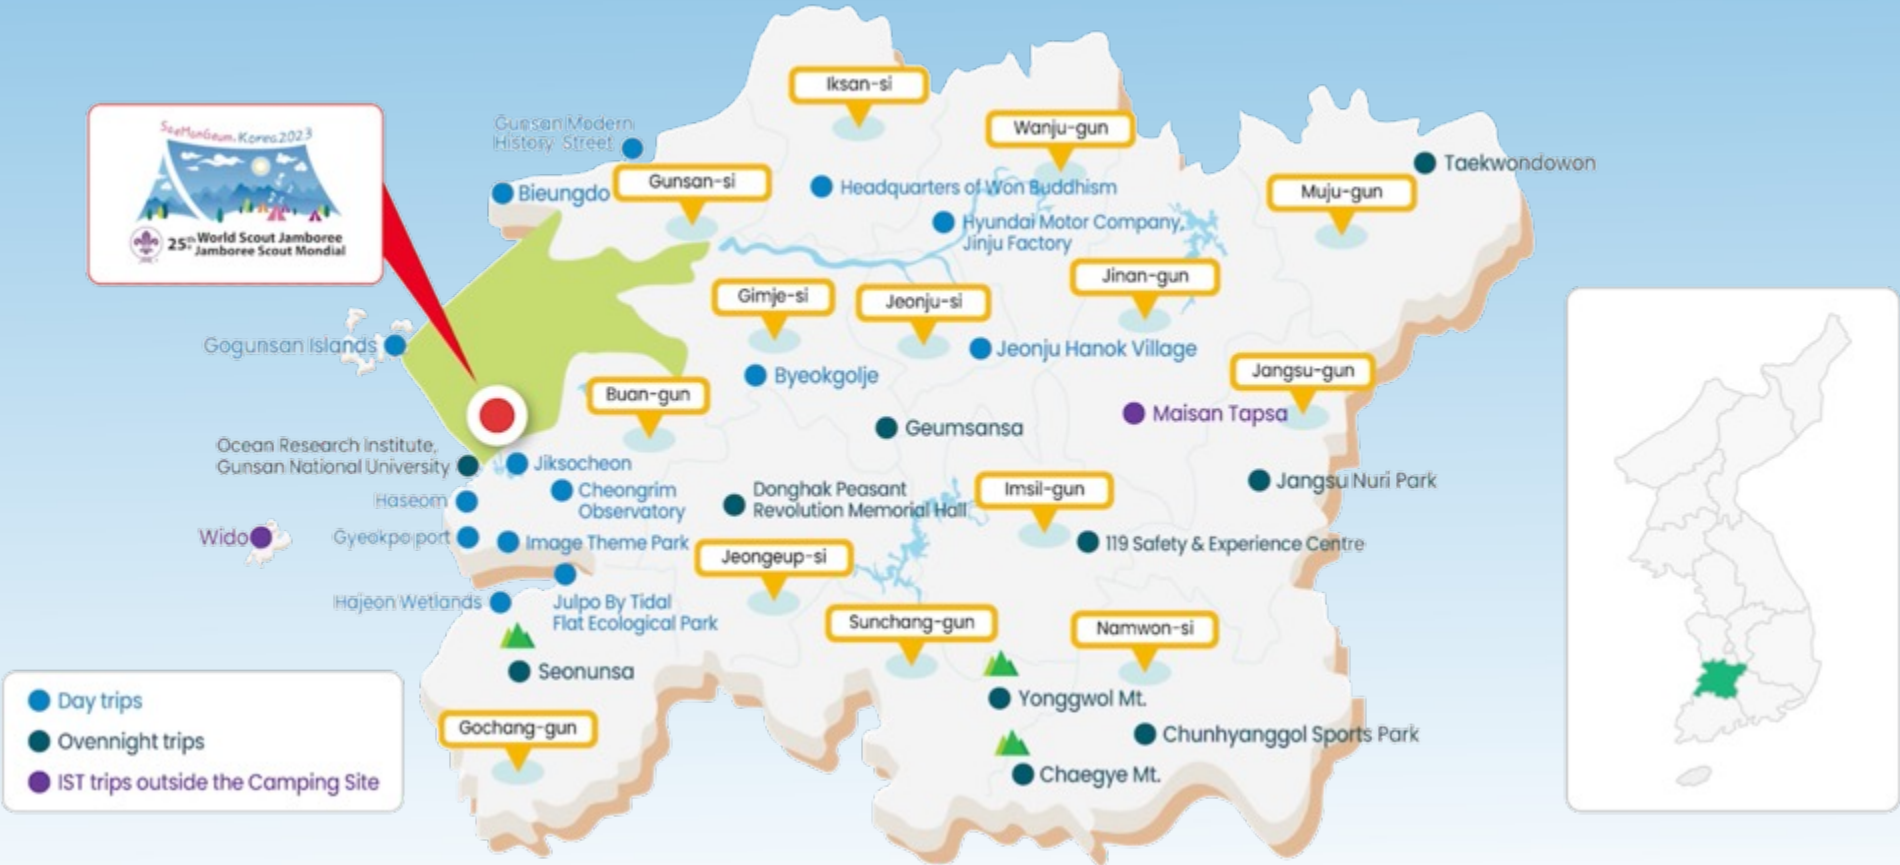 SaeManGeum, Korea 2023
25th World Scout Jamboree
Jamboree Scout Mondial
Iksan-si
Wanju-gun
Gunsan Modern
History Street
Gunsan-si
Bieungdo
Headquarters of Won Buddhism
Taekwondowon
Muju-gun
Hyundai Motor Company,
Jinju Factory
Jinan-gun
Gimje-si
Jeonju-si
Gogunsan Islands
Jeonju Hanok Village
Byeokgolje
Jangsu-gun
Buan-gun
Maisan Tapsa
Geumsansa
Ocean Research Institute,
Gunsan National University
Jiksocheon
Jangsu Nuri Park
Haseom
Cheongrim
Observatory
Donghak Peasant
Revolution Memorial Hall
Imsil-gun
Wido
Gyeokpoport
Image Theme Park
119 Safety & Experience Centre
Jeongeup-si
Hajeon Wetlands
Julpo By Tidal
Flat Ecological Park
Sunchang-gun
Namwon-si
Seonunsa
Yonggwol Mt.
Gochang-gun
Chunhyanggol Sports Park
Chaegye Mt.
Day trips
Ovennight trips
IST trips outside the Camping Site